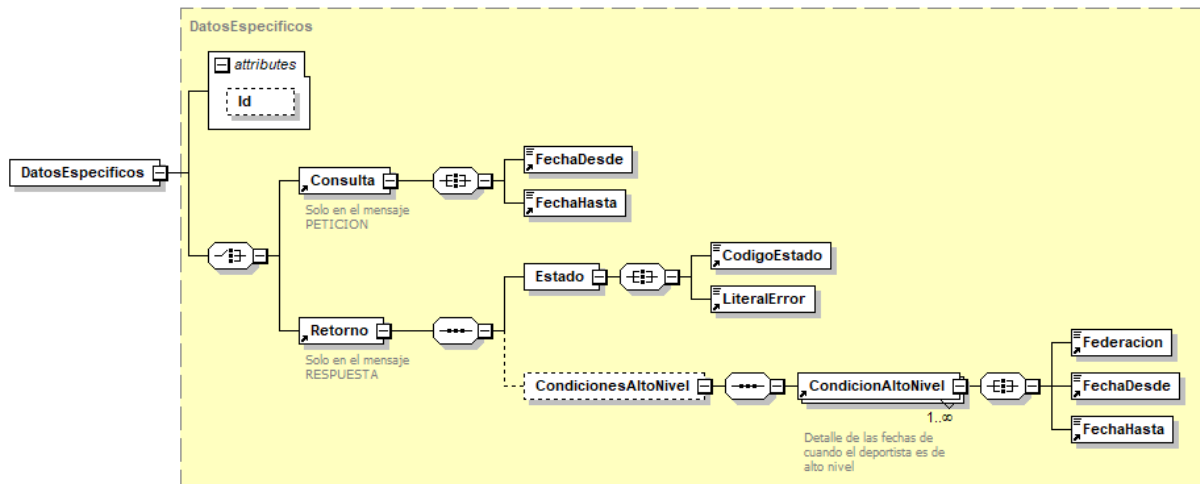 DatosEspecificos
attributes
Id
DatosEspecificos
Consulta
Solo en el mensaje
PETICION
FechaDesde
FechaHasta
Retorno
Solo en el mensaje
RESPUESTA
Estado
CodigoEstado
LiteralError
CondicionesAltoNivel
CondicionAltoNivel
1..∞
Detalle de las fechas de
cuando el deportista es de
alto nivel
Federacion
FechaDesde
FechaHasta